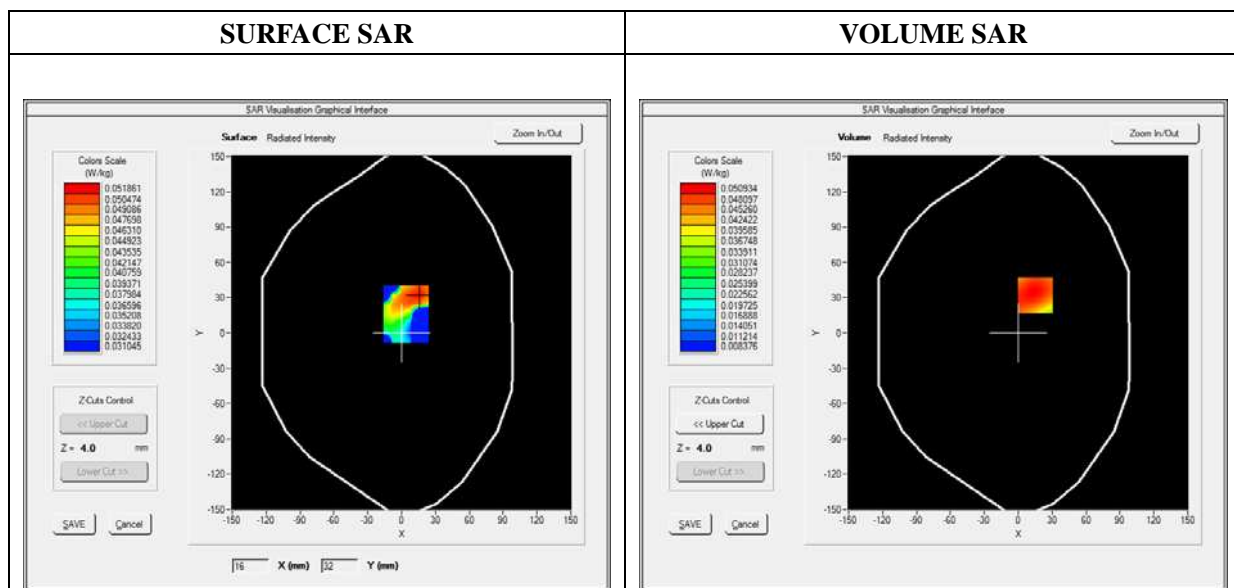 SURFACE SAR
SAR Visualisation Graphical Interface
Surface Radiated Intensity
Zoom In/Out
Colors Scale
(W/kg)
0.051861
0.050474
0.049086
0.047698
0.046310
0.044923
0.043535
0.042147
0.040759
0.039371
0.037984
0.036596
0.035208
0.033820
0.032433
0.031045
Z-Cuts Control
<< Upper Cut
Z = 4.0 mm
Lower Cut >>
SAVE Cancel
150
120
90
60
30
0
-30
-60
-90
-120
-150
Y
-150 -120 -90 -60 -30 0 30 60 90 120 150
X
16 X (mm) 32 Y (mm)
VOLUME SAR
SAR Visualisation Graphical Interface
Volume Radiated Intensity
Zoom In/Out
Colors Scale
(W/kg)
0.050934
0.048097
0.045260
0.042422
0.039585
0.036748
0.033911
0.031074
0.028237
0.025399
0.022562
0.019725
0.016888
0.014051
0.011214
0.008376
Z-Cuts Control
<< Upper Cut
Z = 4.0 mm
Lower Cut >>
SAVE Cancel
150
120
90
60
30
0
-30
-60
-90
-120
-150
Y
-150 -120 -90 -60 -30 0 30 60 90 120 150
X